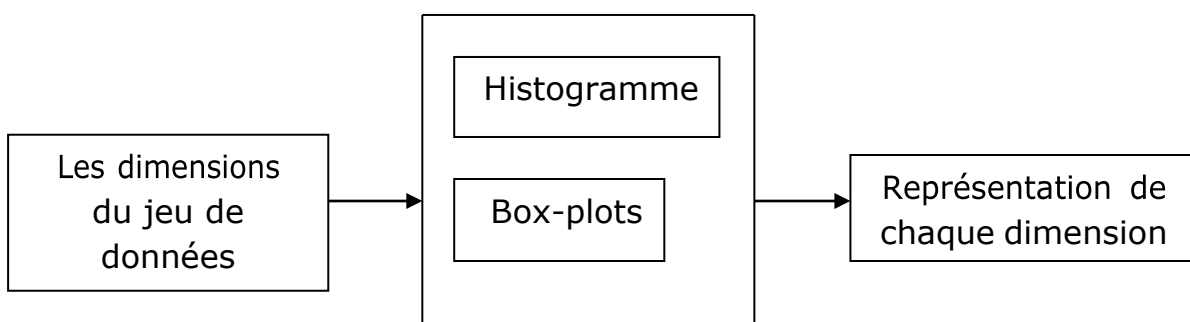 Les dimensions
du jeu de
données
Histogramme
Box-plots
Représentation de
chaque dimension